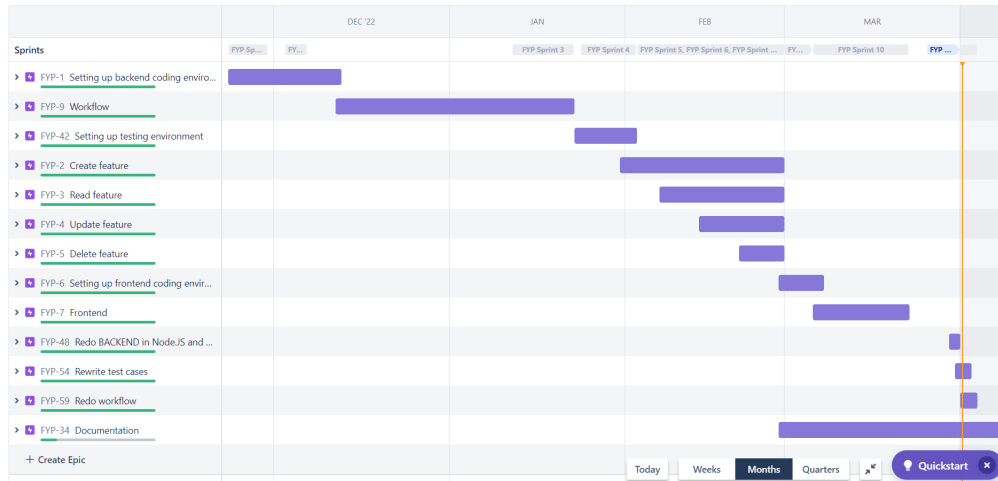 DEC '22 JAN FEB MAR
Sprints FYP Sp... FY... FYP Sprint 3 FYP Sprint 4 FYP Sprint 5, FYP Sprint 6, FYP Sprint ... FY... FYP Sprint 10 FYP ...
FYP-1 Setting up backend coding enviro...
FYP-9 Workflow
FYP-42 Setting up testing environment
FYP-2 Create feature
FYP-3 Read feature
FYP-4 Update feature
FYP-5 Delete feature
FYP-6 Setting up frontend coding envir...
FYP-7 Frontend
FYP-48 Redo BACKEND in Node.JS and ...
FYP-54 Rewrite test cases
FYP-59 Redo workflow
FYP-34 Documentation
+ Create Epic
Today Weeks Months Quarters Quickstart